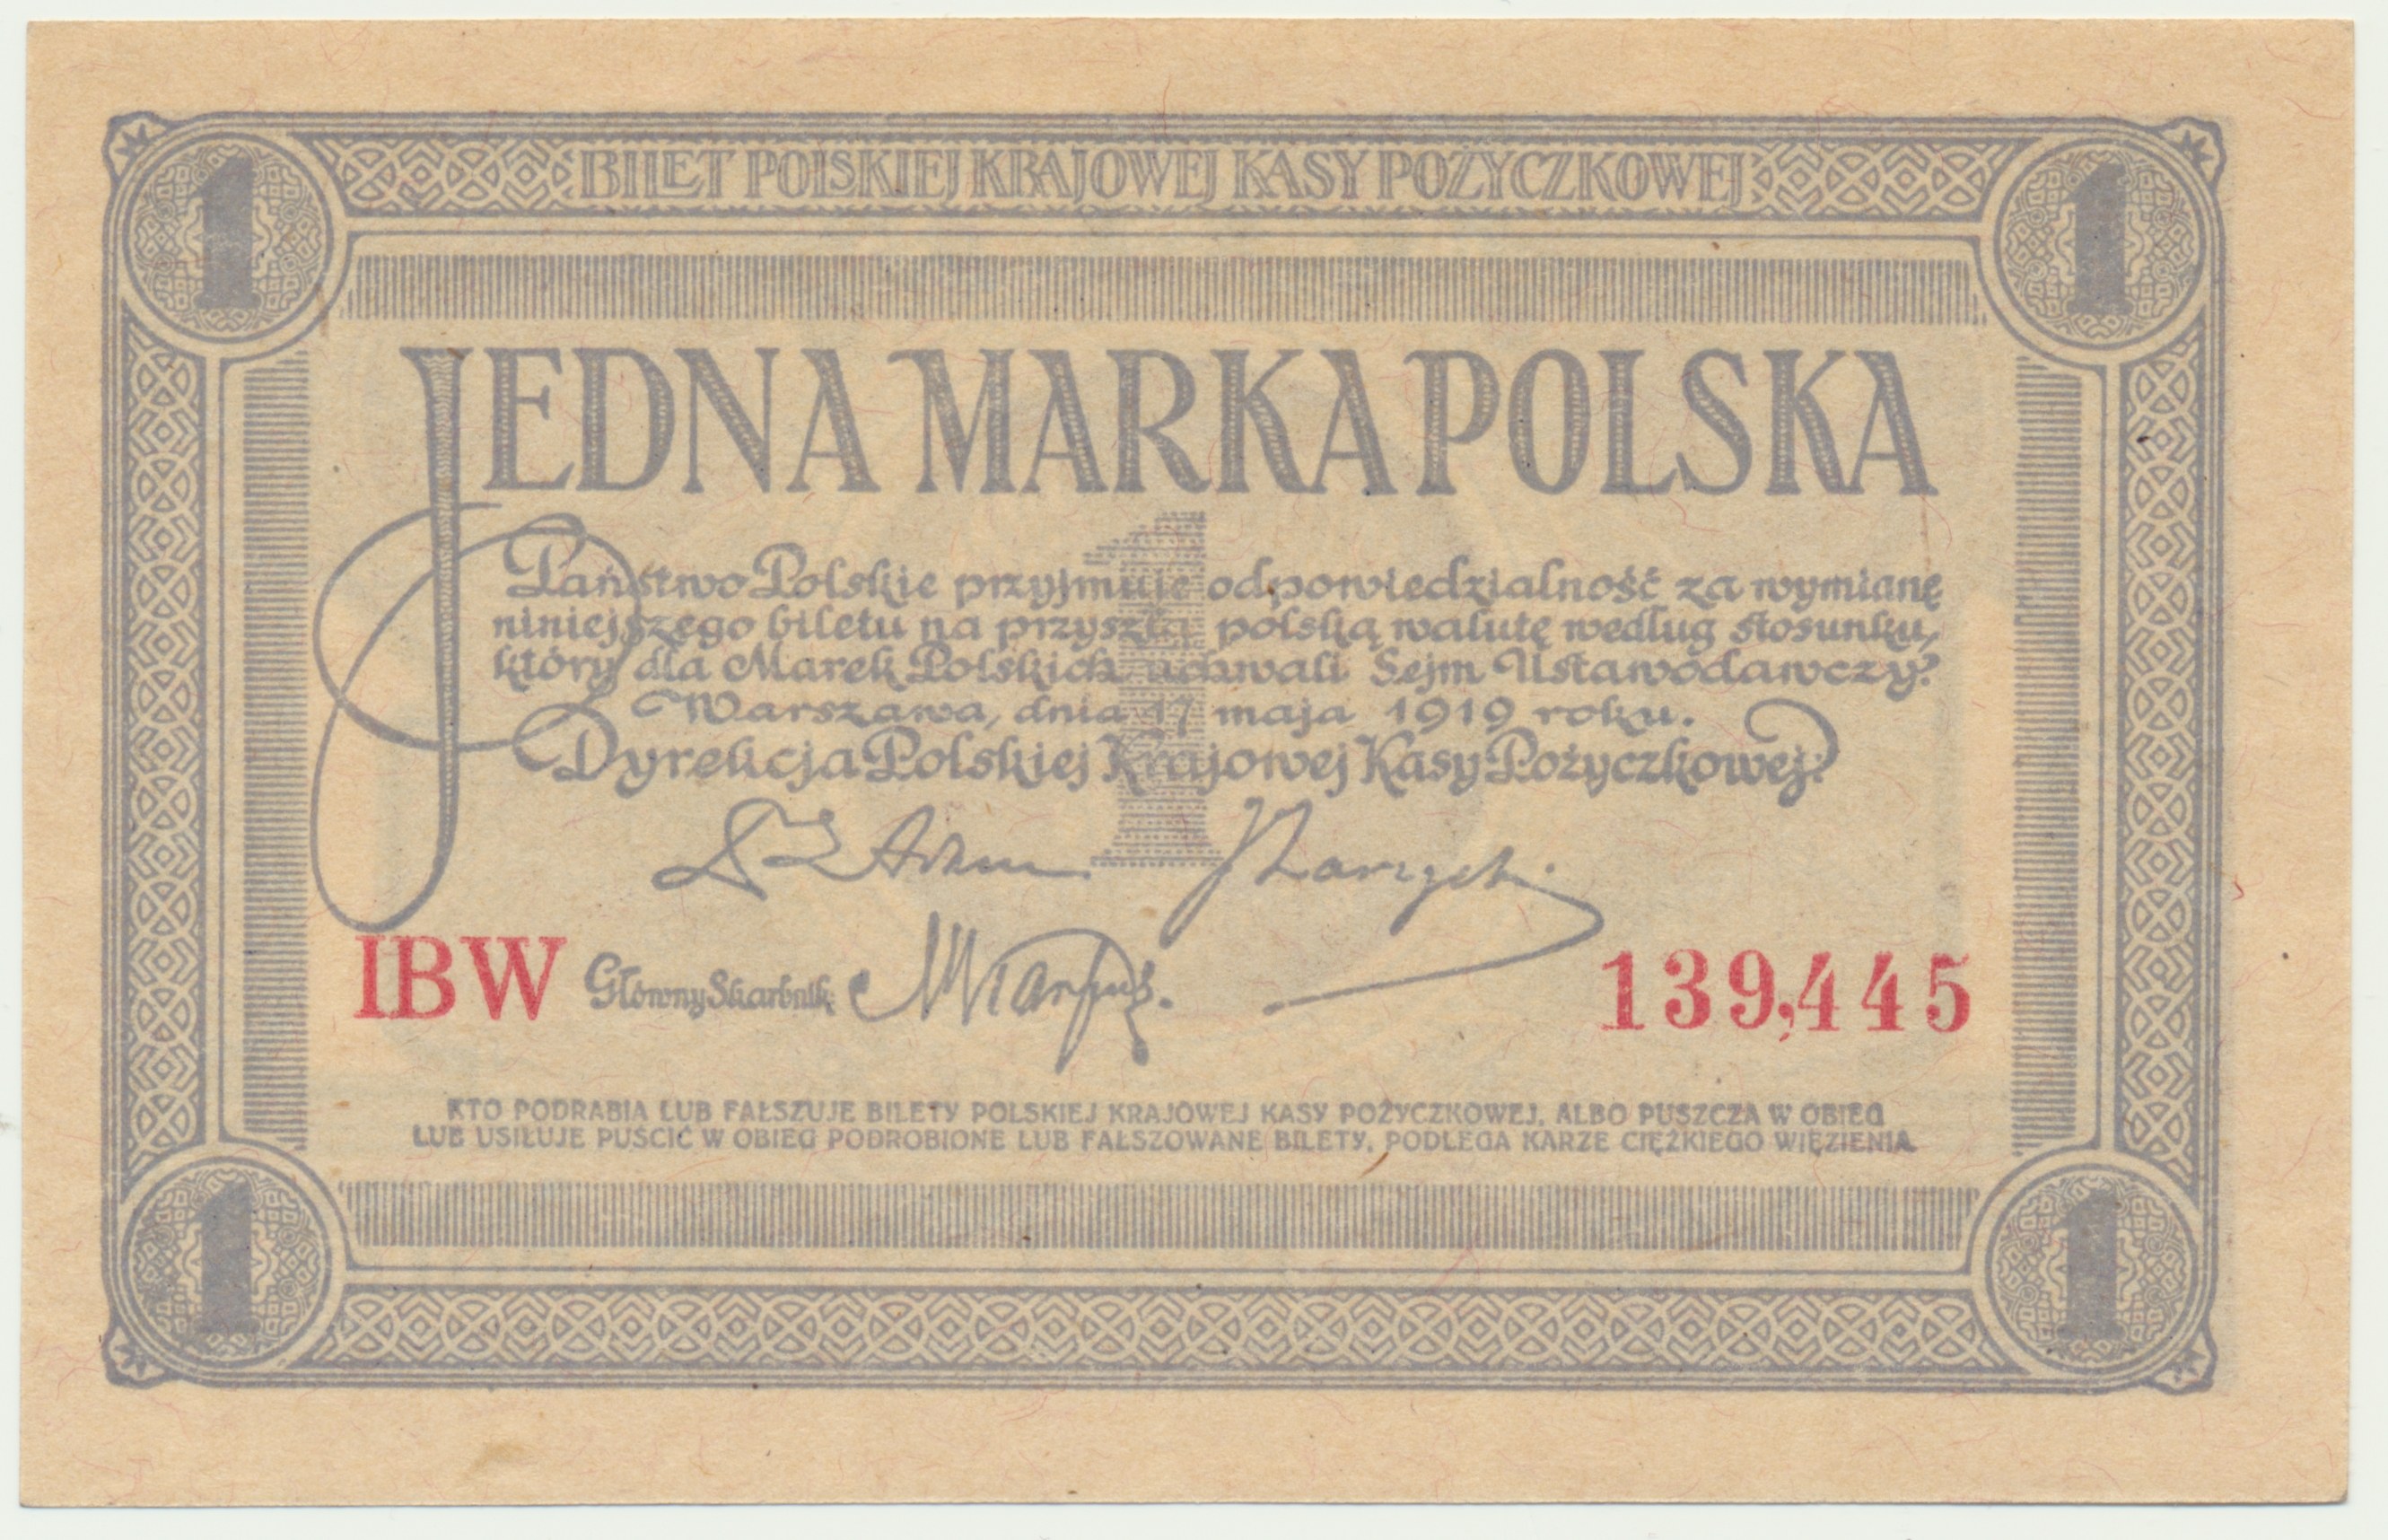 1 BILET POLSKIEJ KRAJOWEJ KASY POŻYCZKOWEJ 1
JEDNA MARKA POLSKA
1
Państwo Polskie przyjmuje odpowiedzialność za wymianę
niniejszego biletu na przyszłą polską walutę według stosunku,
który dla Marek Polskich uchwali Sejm Ustawodawczy.
Warszawa, dnia 17 maja 1919 roku.
Dyrekcja Polskiej Krajowej Kasy Pożyczkowej:
IBW Główny Skarbnik: 139,445
KTO PODRABIA LUB FAŁSZUJE BILETY POLSKIEJ KRAJOWEJ KASY POŻYCZKOWEJ, ALBO PUSZCZA W OBIEG
LUB USIŁUJE PUŚCIĆ W OBIEG PODROBIONE LUB FAŁSZOWANE BILETY, PODLEGA KARZE CIĘŻKIEGO WIĘZIENIA
1 1